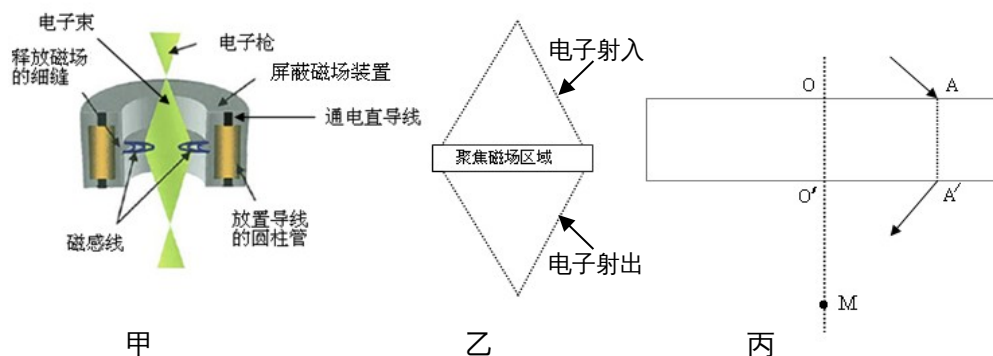 电子束
电子枪
释放磁场
的细缝
屏蔽磁场装置
通电直导线
磁感线
放置导线
的圆柱管
甲
电子射入
聚焦磁场区域
电子射出
乙
O
A
O′
A′
M
丙